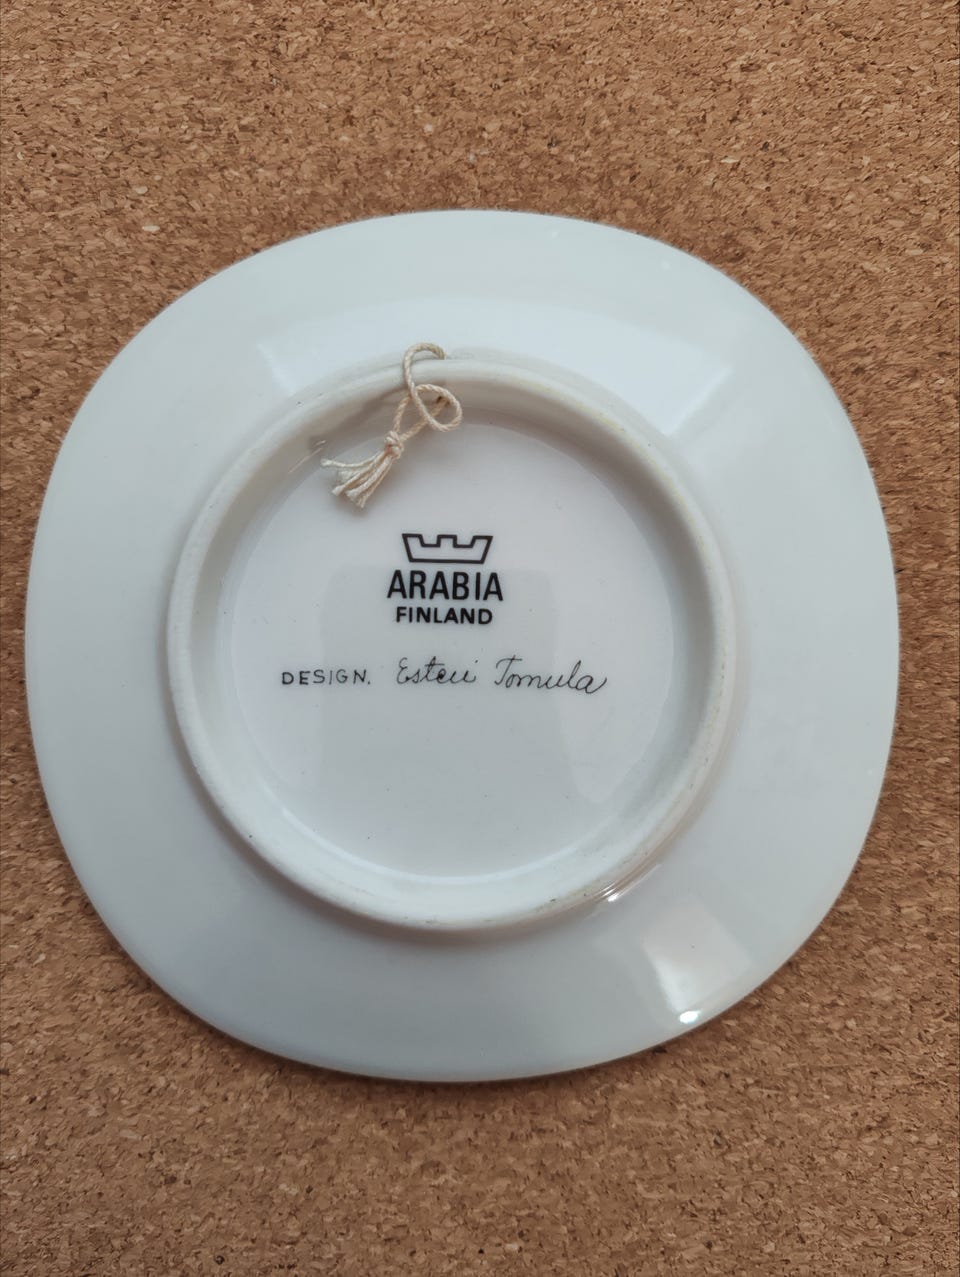 ARABIA
FINLAND
DESIGN. Esteri Tomula